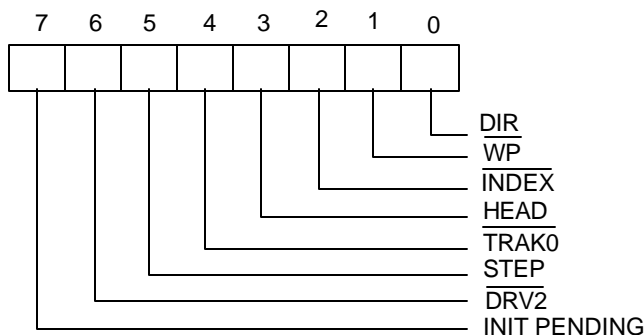 7 6 5 4 3 2 1 0
DIR
WP
INDEX
HEAD
TRAK0
STEP
DRV2
INIT PENDING